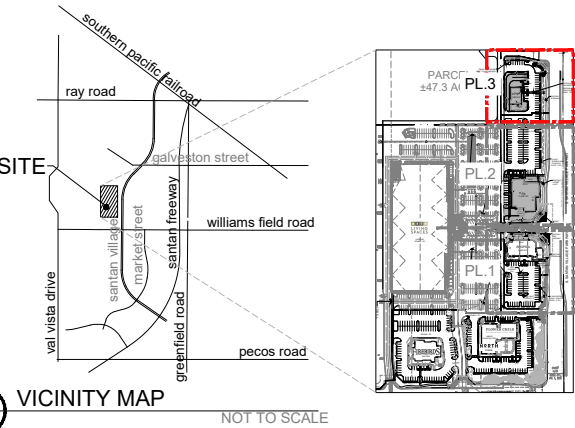 southern pacific railroad
ray road
galveston street
SITE
williams field road
santan village
market street
santan freeway
val vista drive
greenfield road
pecos road
VICINITY MAP
NOT TO SCALE
PL.3
PL.2
LIVING
SPACES
PL.1